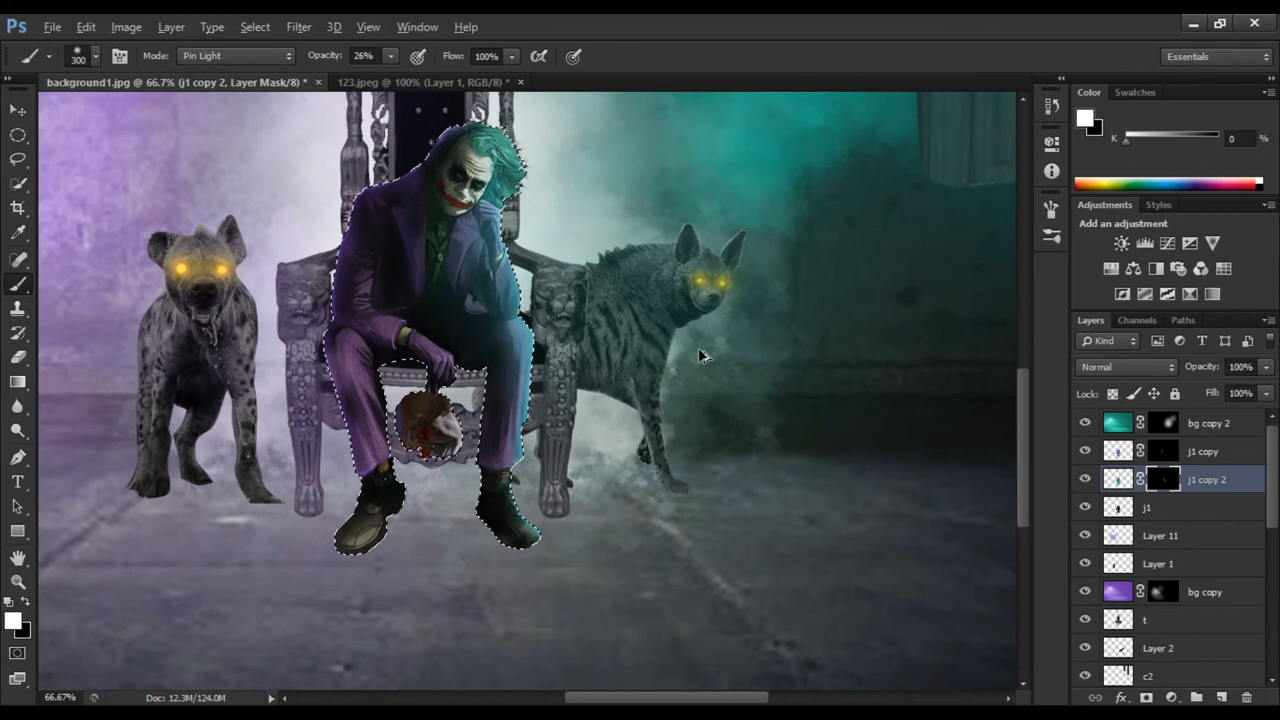 Ps File Edit Image Layer Type Select Filter 3D View Window Help
300 Mode: Pin Light Opacity: 26% Flow: 100% Essentials
background1.jpg @ 66.7% (j1 copy 2, Layer Mask/8) * × 123.jpeg @ 100% (Layer 1, RGB/8) * ×
Color Swatches
K 0 %
Adjustments Styles
Add an adjustment
Layers Channels Paths
Kind T
Normal Opacity: 100%
Lock: Fill: 100%
bg copy 2
j1 copy
j1 copy 2
j1
Layer 11
Layer 1
bg copy
t
Layer 2
c2
T
66.67% Doc: 12.3M/124.0M fx